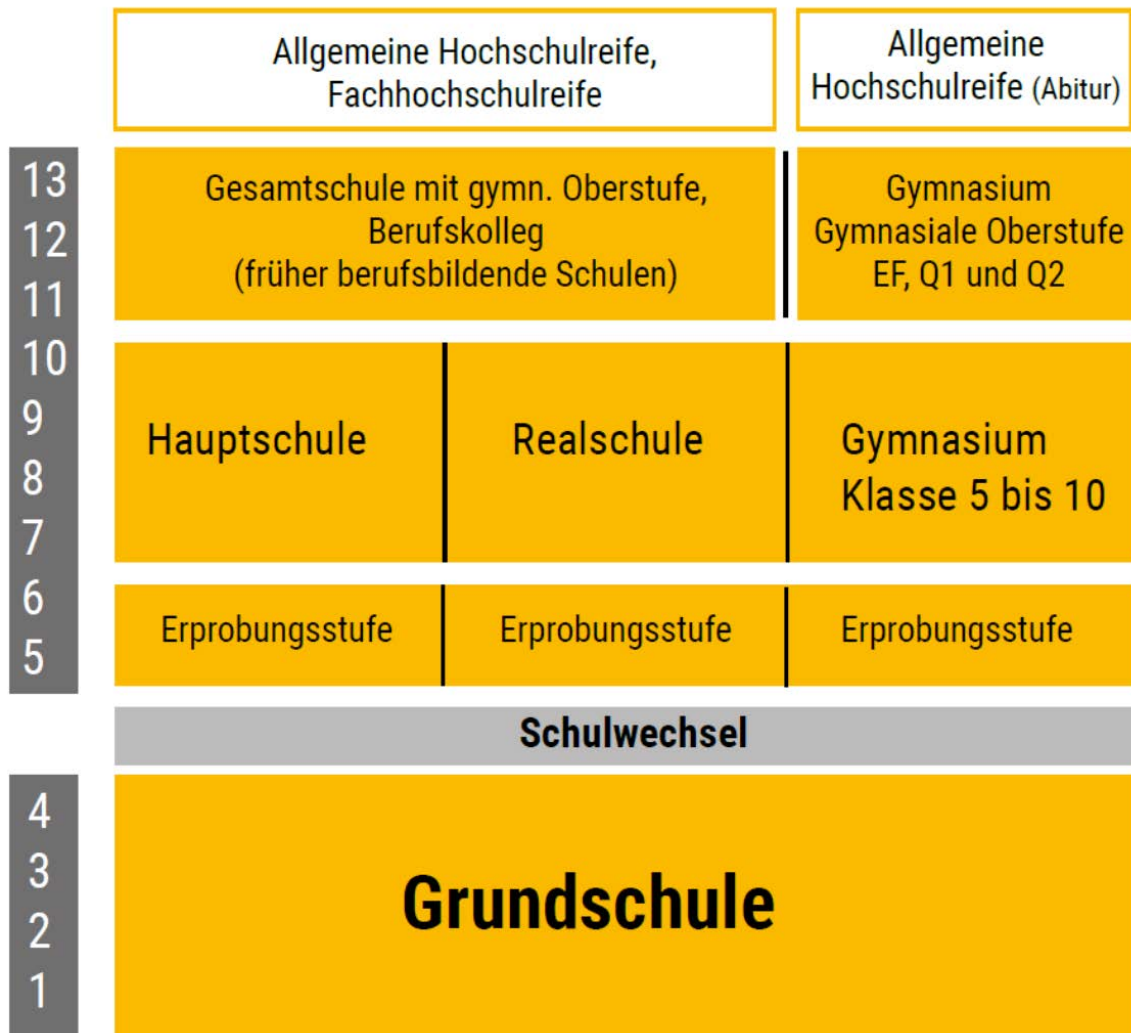 Allgemeine Hochschulreife,
Fachhochschulreife
Allgemeine
Hochschulreife (Abitur)
13
12
11
10
9
8
7
6
5
Gesamtschule mit gymn. Oberstufe,
Berufskolleg
(früher berufsbildende Schulen)
Gymnasium
Gymnasiale Oberstufe
EF, Q1 und Q2
Hauptschule
Realschule
Gymnasium
Klasse 5 bis 10
Erprobungsstufe
Erprobungsstufe
Erprobungsstufe
Schulwechsel
4
3
2
1
Grundschule